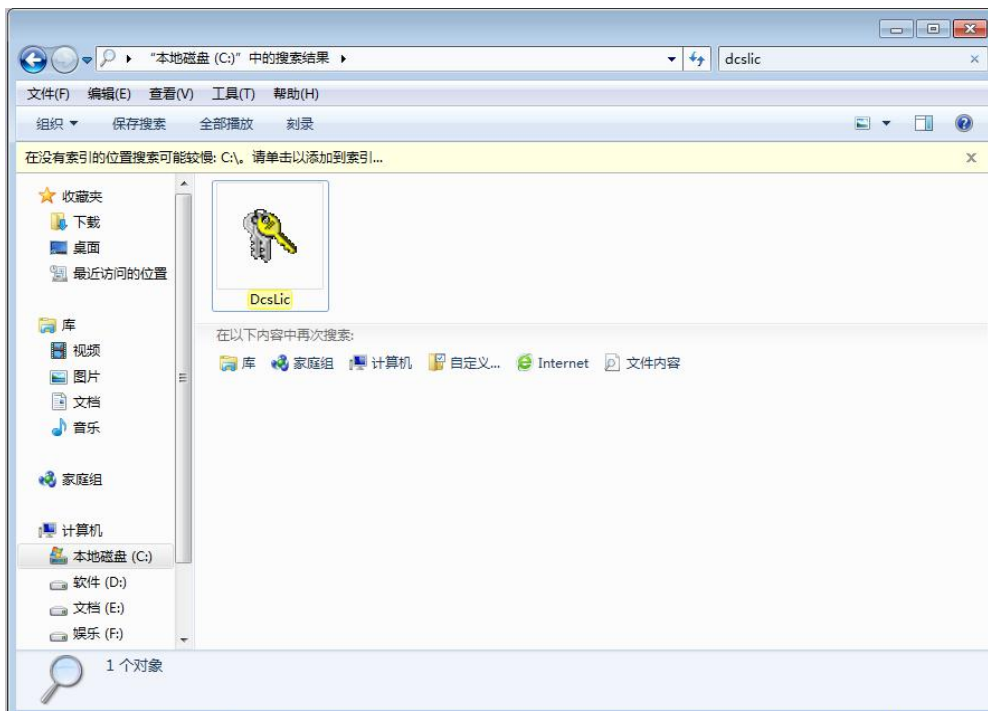 "本地磁盘 (C:)" 中的搜索结果
dcslic
文件(F) 编辑(E) 查看(V) 工具(T) 帮助(H)
组织 保存搜索 全部播放 刻录
在没有索引的位置搜索可能较慢: C:\。请单击以添加到索引...
收藏夹
下载
桌面
最近访问的位置
库
视频
图片
文档
音乐
家庭组
计算机
本地磁盘 (C:)
软件 (D:)
文档 (E:)
娱乐 (F:)
DcsLic
在以下内容中再次搜索:
库 家庭组 计算机 自定义... Internet 文件内容
1 个对象